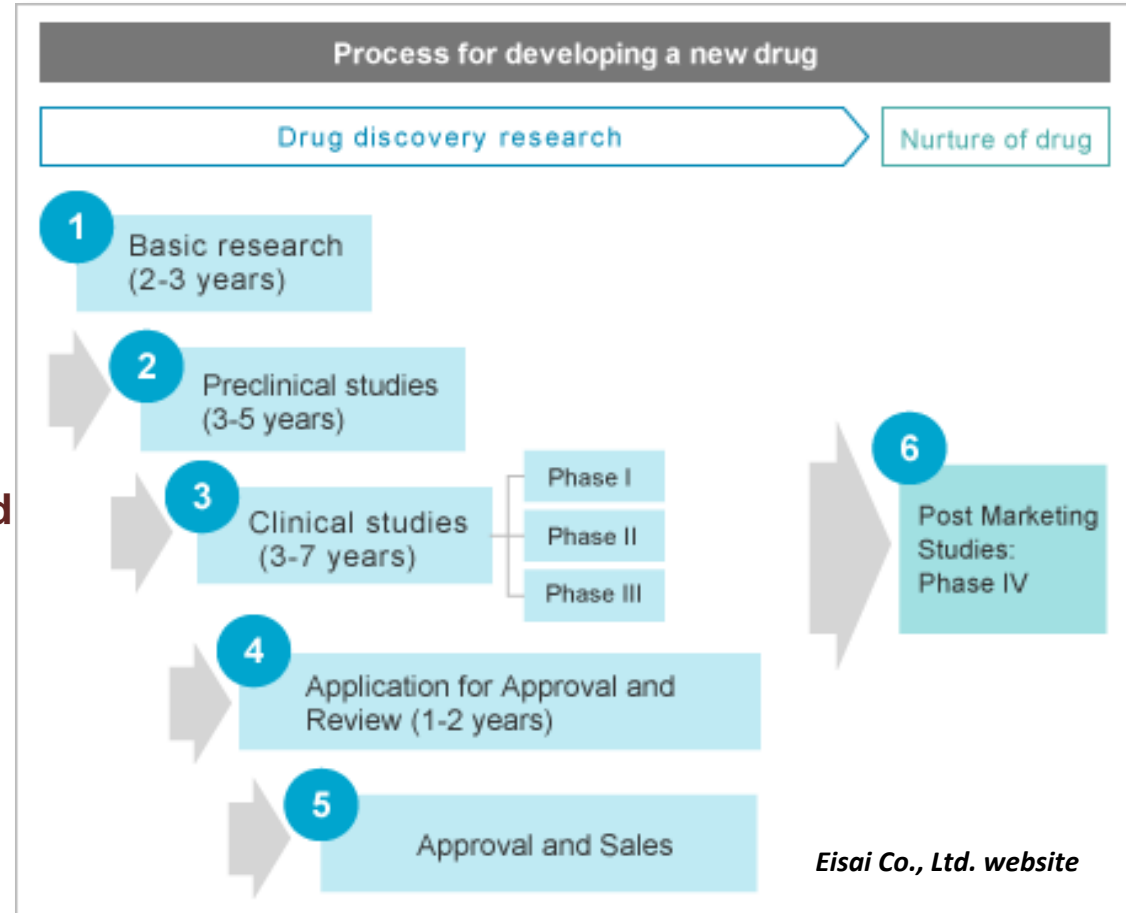 Process for developing a new drug
Drug discovery research
Nurture of drug
1
Basic research
(2-3 years)
2
Preclinical studies
(3-5 years)
3
Clinical studies
(3-7 years)
Phase I
Phase II
Phase III
4
Application for Approval and
Review (1-2 years)
5
Approval and Sales
6
Post Marketing
Studies:
Phase IV
d
Eisai Co., Ltd. website